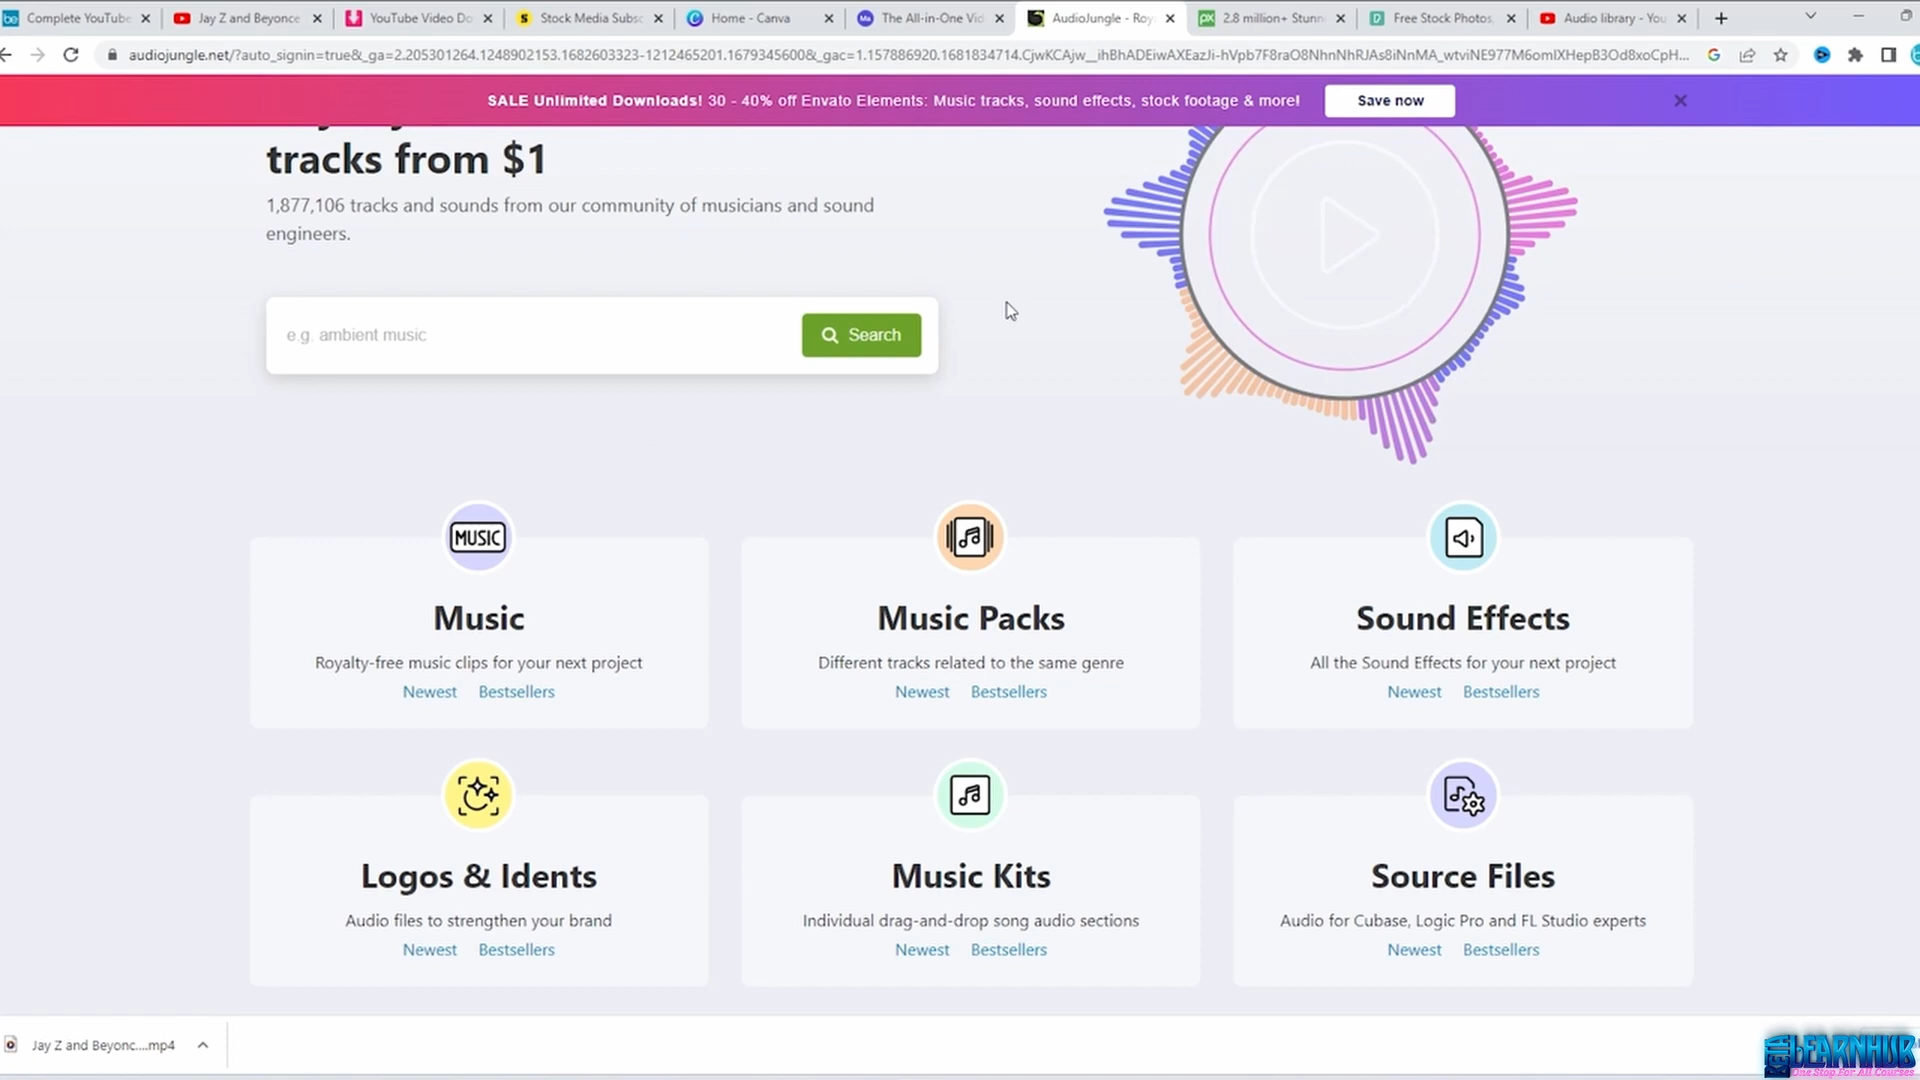 Complete YouTube
Jay Z and Beyonce
YouTube Video Do
Stock Media Subsc
Home - Canva
The All-in-One Vid
AudioJungle - Roy
2.8 million+ Stunn
Free Stock Photos,
Audio library - You
audiojungle.net/?auto_signin=true&_ga=2.205301264.1248902153.1682603323-1212465201.1679345600&_gac=1.157886920.1681834714.CjwKCAjw__ihBhADEiwAXEazJi-hVpb7F8raO8NhnNhRJAs8iNnMA_wtviNE977M6omIXHepB3Od8xoCpH...
SALE Unlimited Downloads! 30 - 40% off Envato Elements: Music tracks, sound effects, stock footage & more!
Save now
tracks from $1
1,877,106 tracks and sounds from our community of musicians and sound
engineers.
e.g. ambient music
Search
MUSIC
Music
Royalty-free music clips for your next project
Newest Bestsellers
Music Packs
Different tracks related to the same genre
Newest Bestsellers
Sound Effects
All the Sound Effects for your next project
Newest Bestsellers
Logos & Idents
Audio files to strengthen your brand
Newest Bestsellers
Music Kits
Individual drag-and-drop song audio sections
Newest Bestsellers
Source Files
Audio for Cubase, Logic Pro and FL Studio experts
Newest Bestsellers
Jay Z and Beyonc....mp4
BETA LEARNHUB
One Stop For All Courses